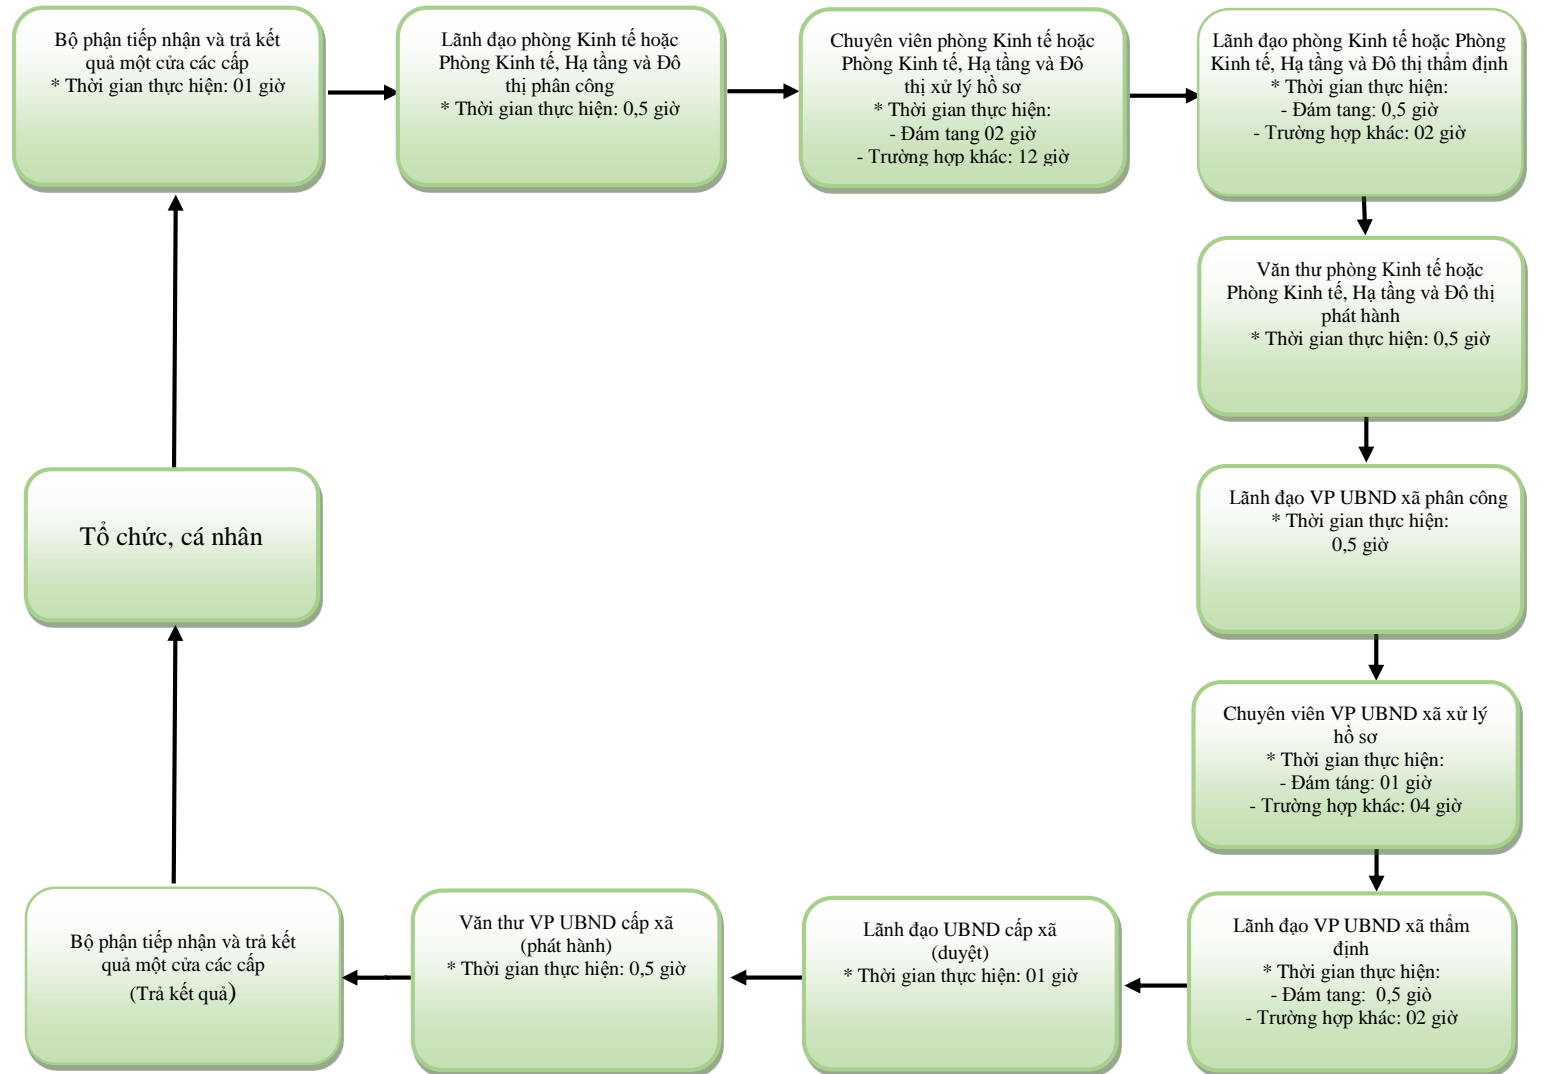 Bộ phận tiếp nhận và trả kết
quả một cửa các cấp
* Thời gian thực hiện: 01 giờ
Lãnh đạo phòng Kinh tế hoặc
Phòng Kinh tế, Hạ tầng và Đô
thị phân công
* Thời gian thực hiện: 0,5 giờ
Chuyên viên phòng Kinh tế hoặc
Phòng Kinh tế, Hạ tầng và Đô
thị xử lý hồ sơ
* Thời gian thực hiện:
- Đám tang 02 giờ
- Trường hợp khác: 12 giờ
Lãnh đạo phòng Kinh tế hoặc Phòng
Kinh tế, Hạ tầng và Đô thị thẩm định
* Thời gian thực hiện:
- Đám tang: 0,5 giờ
- Trường hợp khác: 02 giờ
Văn thư phòng Kinh tế hoặc
Phòng Kinh tế, Hạ tầng và Đô thị
phát hành
* Thời gian thực hiện: 0,5 giờ
Lãnh đạo VP UBND xã phân công
* Thời gian thực hiện:
0,5 giờ
Tổ chức, cá nhân
Chuyên viên VP UBND xã xử lý
hồ sơ
* Thời gian thực hiện:
- Đám táng: 01 giờ
- Trường hợp khác: 04 giờ
Lãnh đạo VP UBND xã thẩm
định
* Thời gian thực hiện:
- Đám tang:  0,5 giò
- Trường hợp khác: 02 giờ
Lãnh đạo UBND cấp xã
(duyệt)
* Thời gian thực hiện: 01 giờ
Văn thư VP UBND cấp xã
(phát hành)
* Thời gian thực hiện: 0,5 giờ
Bộ phận tiếp nhận và trả kết
quả một cửa các cấp
(Trả kết quả)